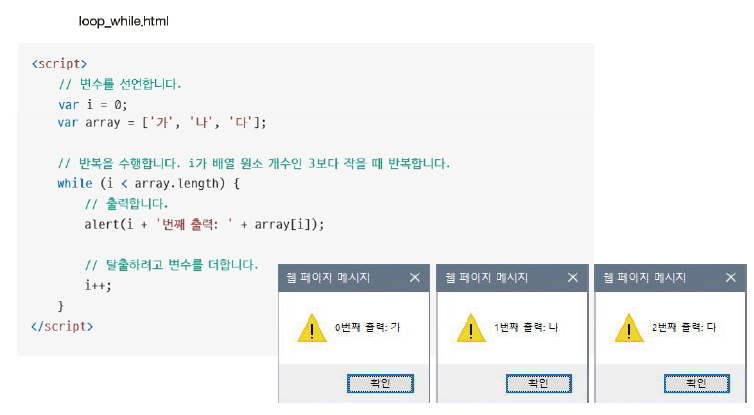 loop_while.html
<script>
// 변수를 선언합니다.
var i = 0;
var array = ['가', '나', '다'];
// 반복을 수행합니다. i가 배열 원소 개수인 3보다 작을 때 반복합니다.
while (i < array.length) {
// 출력합니다.
alert(i + '번째 출력: ' + array[i]);
// 탈출하려고 변수를 더합니다.
i++;
}
</script>
웹 페이지 메시지
0번째 출력: 가
확인
웹 페이지 메시지
1번째 출력: 나
확인
웹 페이지 메시지
2번째 출력: 다
확인